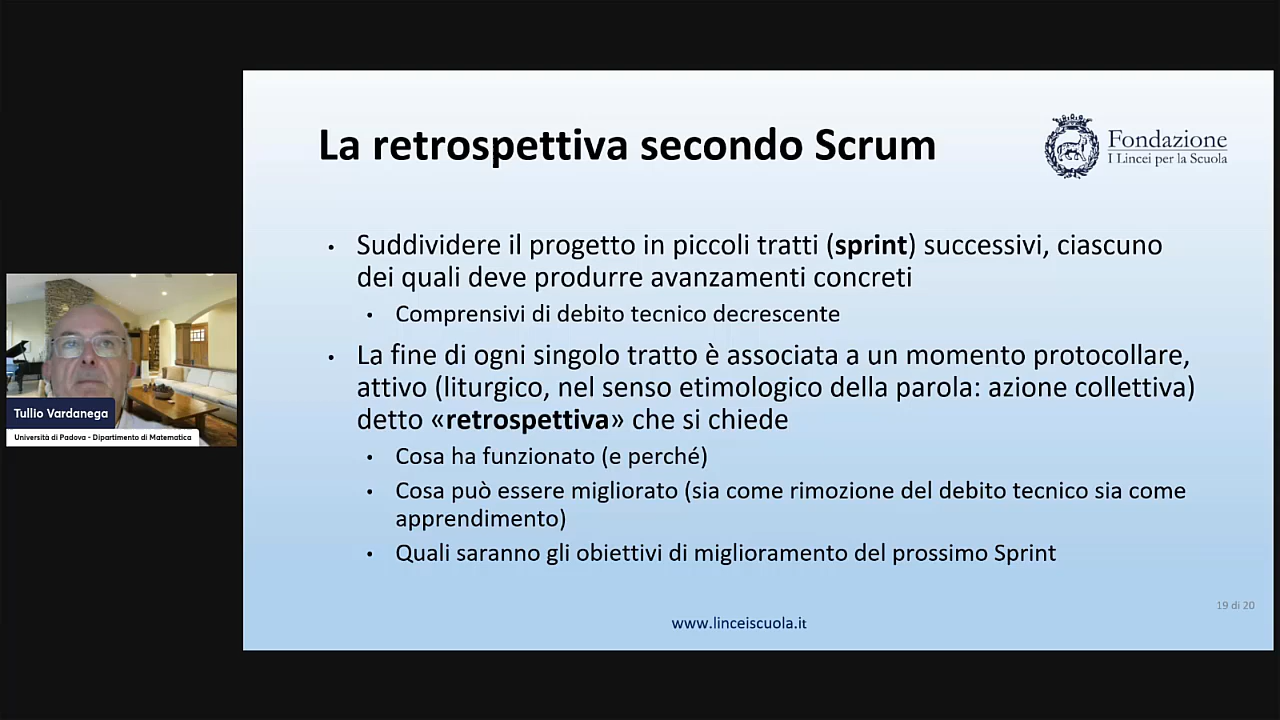 La retrospettiva secondo Scrum
Fondazione
I Lincei per la Scuola
• Suddividere il progetto in piccoli tratti (sprint) successivi, ciascuno
dei quali deve produrre avanzamenti concreti
• Comprensivi di debito tecnico decrescente
• La fine di ogni singolo tratto è associata a un momento protocollare,
attivo (liturgico, nel senso etimologico della parola: azione collettiva)
detto «retrospettiva» che si chiede
• Cosa ha funzionato (e perché)
• Cosa può essere migliorato (sia come rimozione del debito tecnico sia come
apprendimento)
• Quali saranno gli obiettivi di miglioramento del prossimo Sprint
19 di 20
www.linceiscuola.it
Tullio Vardanega
Università di Padova - Dipartimento di Matematica